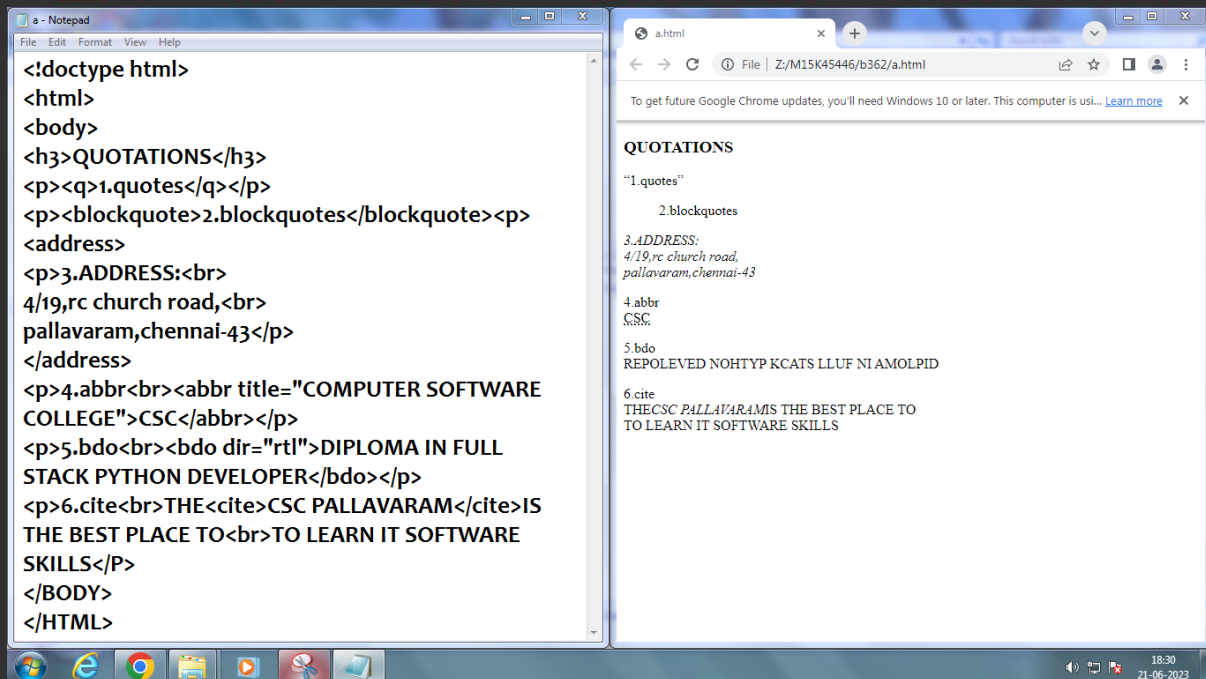 a - Notepad
File Edit Format View Help
<!doctype html>
<html>
<body>
<h3>QUOTATIONS</h3>
<p><q>1.quotes</q></p>
<p><blockquote>2.blockquotes</blockquote><p>
<address>
<p>3.ADDRESS:<br>
4/19,rc church road,<br>
pallavaram,chennai-43</p>
</address>
<p>4.abbr<br><abbr title="COMPUTER SOFTWARE
COLLEGE">CSC</abbr></p>
<p>5.bdo<br><bdo dir="rtl">DIPLOMA IN FULL
STACK PYTHON DEVELOPER</bdo></p>
<p>6.cite<br>THE<cite>CSC PALLAVARAM</cite>IS
THE BEST PLACE TO<br>TO LEARN IT SOFTWARE
SKILLS</P>
</BODY>
</HTML>
a.html
File Z:/M15K45446/b362/a.html
To get future Google Chrome updates, you'll need Windows 10 or later. This computer is usi... Learn more
QUOTATIONS
“1.quotes”
2.blockquotes
3.ADDRESS:
4/19,rc church road,
pallavaram,chennai-43
4.abbr
CSC
5.bdo
REPOLEVED NOHTYP KCATS LLUF NI AMOLPID
6.cite
THECSC PALLAVARAMIS THE BEST PLACE TO
TO LEARN IT SOFTWARE SKILLS
18:30
21-06-2023